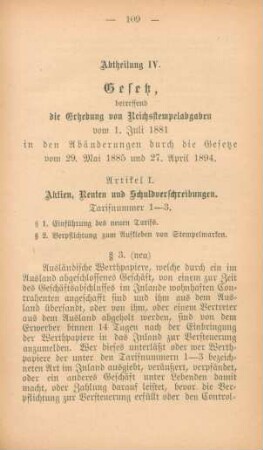 — 109 —
Abtheilung IV.
Gesetz,
betreffend
die Erhebung von Reichsstempelabgaben
vom 1. Juli 1881
in den Abänderungen durch die Gesetze
vom 29. Mai 1885 und 27. April 1894.
Artikel I.
Aktien, Renten und Schuldverschreibungen.
Tarifnummer 1—3.
§ 1. Einführung des neuen Tarifs.
§ 2. Verpflichtung zum Aufkleben von Stempelmarken.
§ 3. (neu)
Ausländische Werthpapiere, welche durch ein im
Ausland abgeschlossenes Geschäft, von einem zur Zeit
des Geschäftsabschlusses im Inlande wohnhaften Con-
trahenten angeschafft sind und ihm aus dem Aus-
land übersandt, oder von ihm, oder einem Vertreter
aus dem Ausland abgeholt werden, sind von dem
Erwerber binnen 14 Tagen nach der Einbringung
der Werthpapiere in das Inland zur Versteuerung
anzumelden. Wer dieses unterläßt oder wer Werth-
papiere der unter den Tarifnummern 1—3 bezeich-
neten Art im Inland ausgiebt, veräußert, verpfändet,
oder ein anderes Geschäft unter Lebenden damit
macht, oder Zahlung darauf leistet, bevor die Ver-
pflichtung zur Versteuerung erfüllt oder den Control-